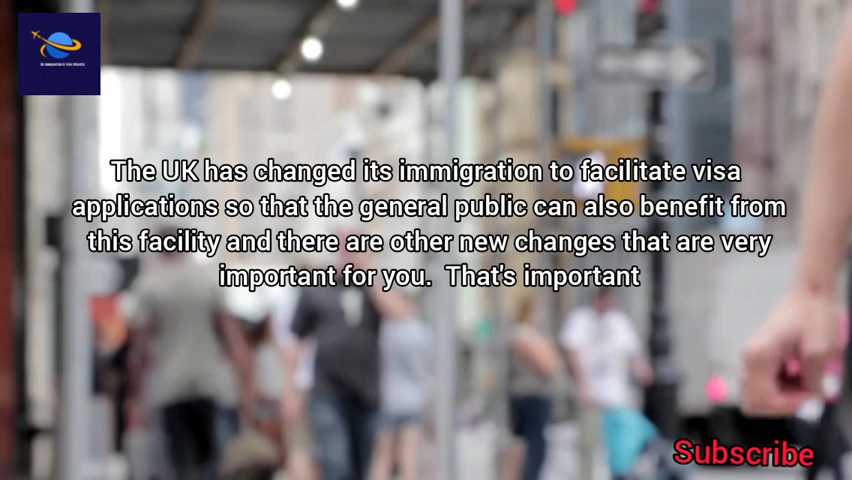 The UK has changed its immigration to facilitate visa
applications so that the general public can also benefit from
this facility and there are other new changes that are very
important for you.  That's important
Subscribe